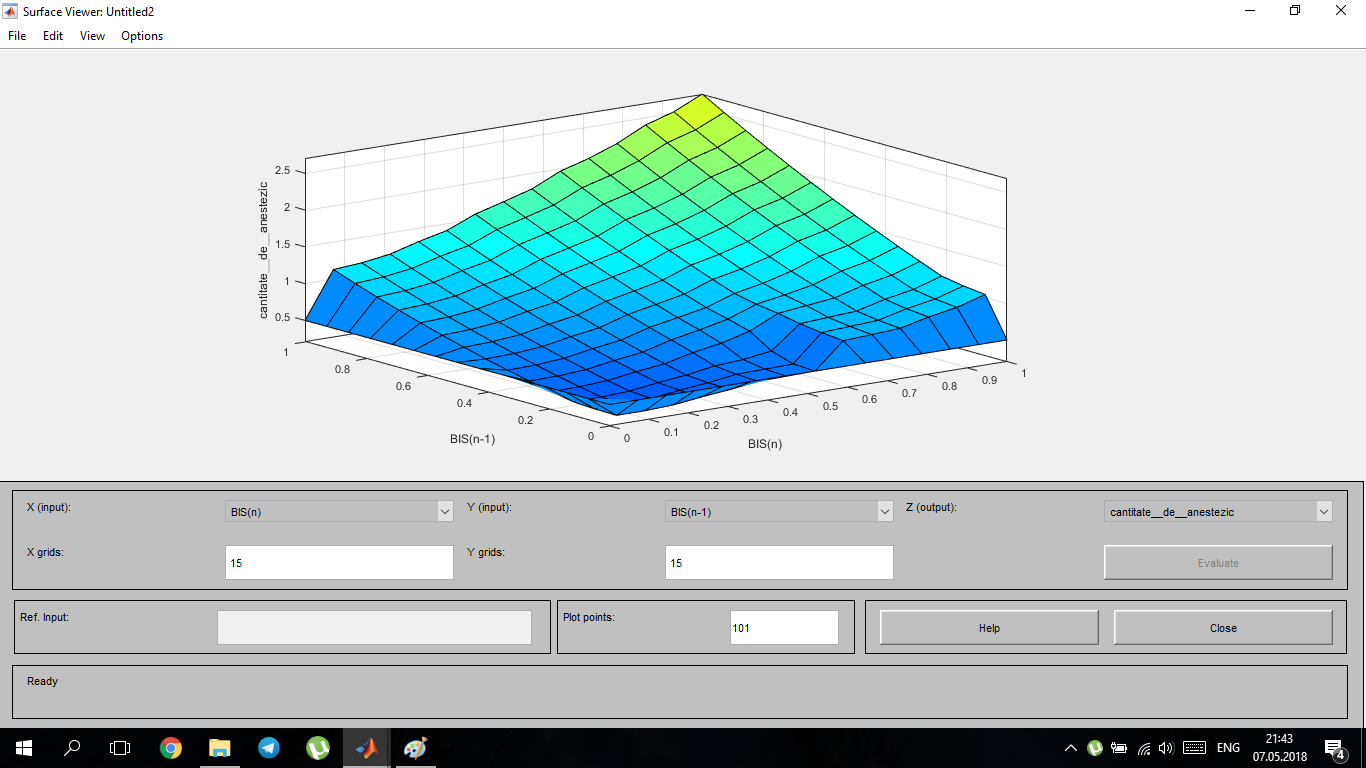 Surface Viewer: Untitled2
File Edit View Options
cantitate__de__anestezic
2.5
2
1.5
1
0.5
1
0.8
0.6
0.4
0.2
0
BIS(n-1)
0
0.1
0.2
0.3
0.4
0.5
0.6
0.7
0.8
0.9
1
BIS(n)
X (input): BIS(n) Y (input): BIS(n-1) Z (output): cantitate__de__anestezic
X grids: 15 Y grids: 15 Evaluate
Ref. Input: Plot points: 101 Help Close
Ready
ENG 21:43
07.05.2018 4